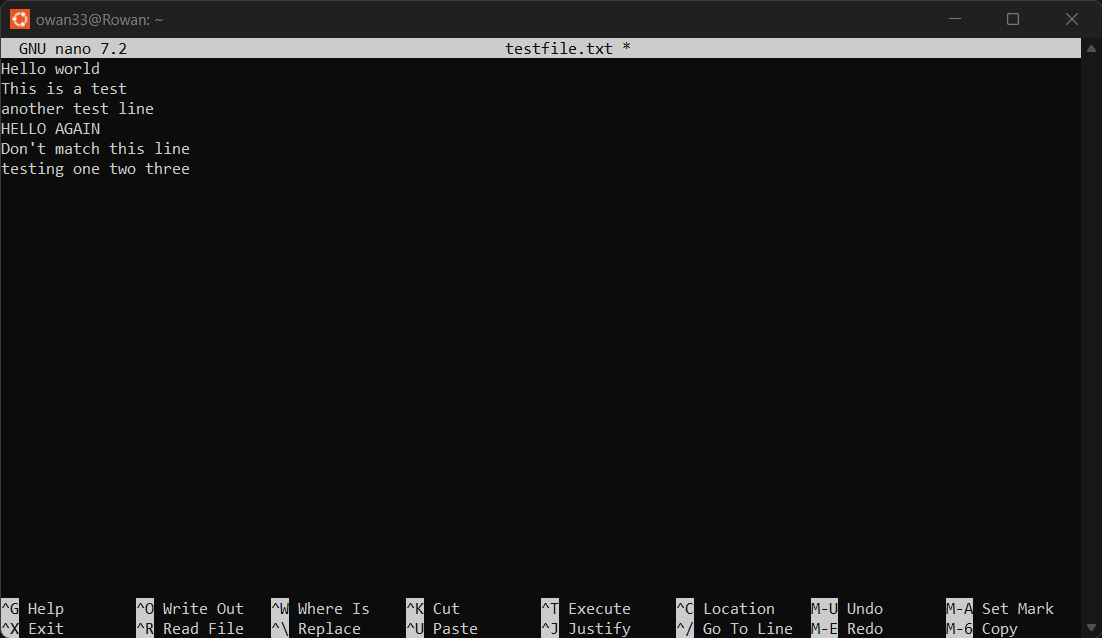 owan33@Rowan: ~
GNU nano 7.2 testfile.txt *
Hello world
This is a test
another test line
HELLO AGAIN
Don't match this line
testing one two three
^G Help ^O Write Out ^W Where Is ^K Cut ^T Execute ^C Location M-U Undo M-A Set Mark
^X Exit ^R Read File ^\ Replace ^U Paste ^J Justify ^/ Go To Line M-E Redo M-6 Copy